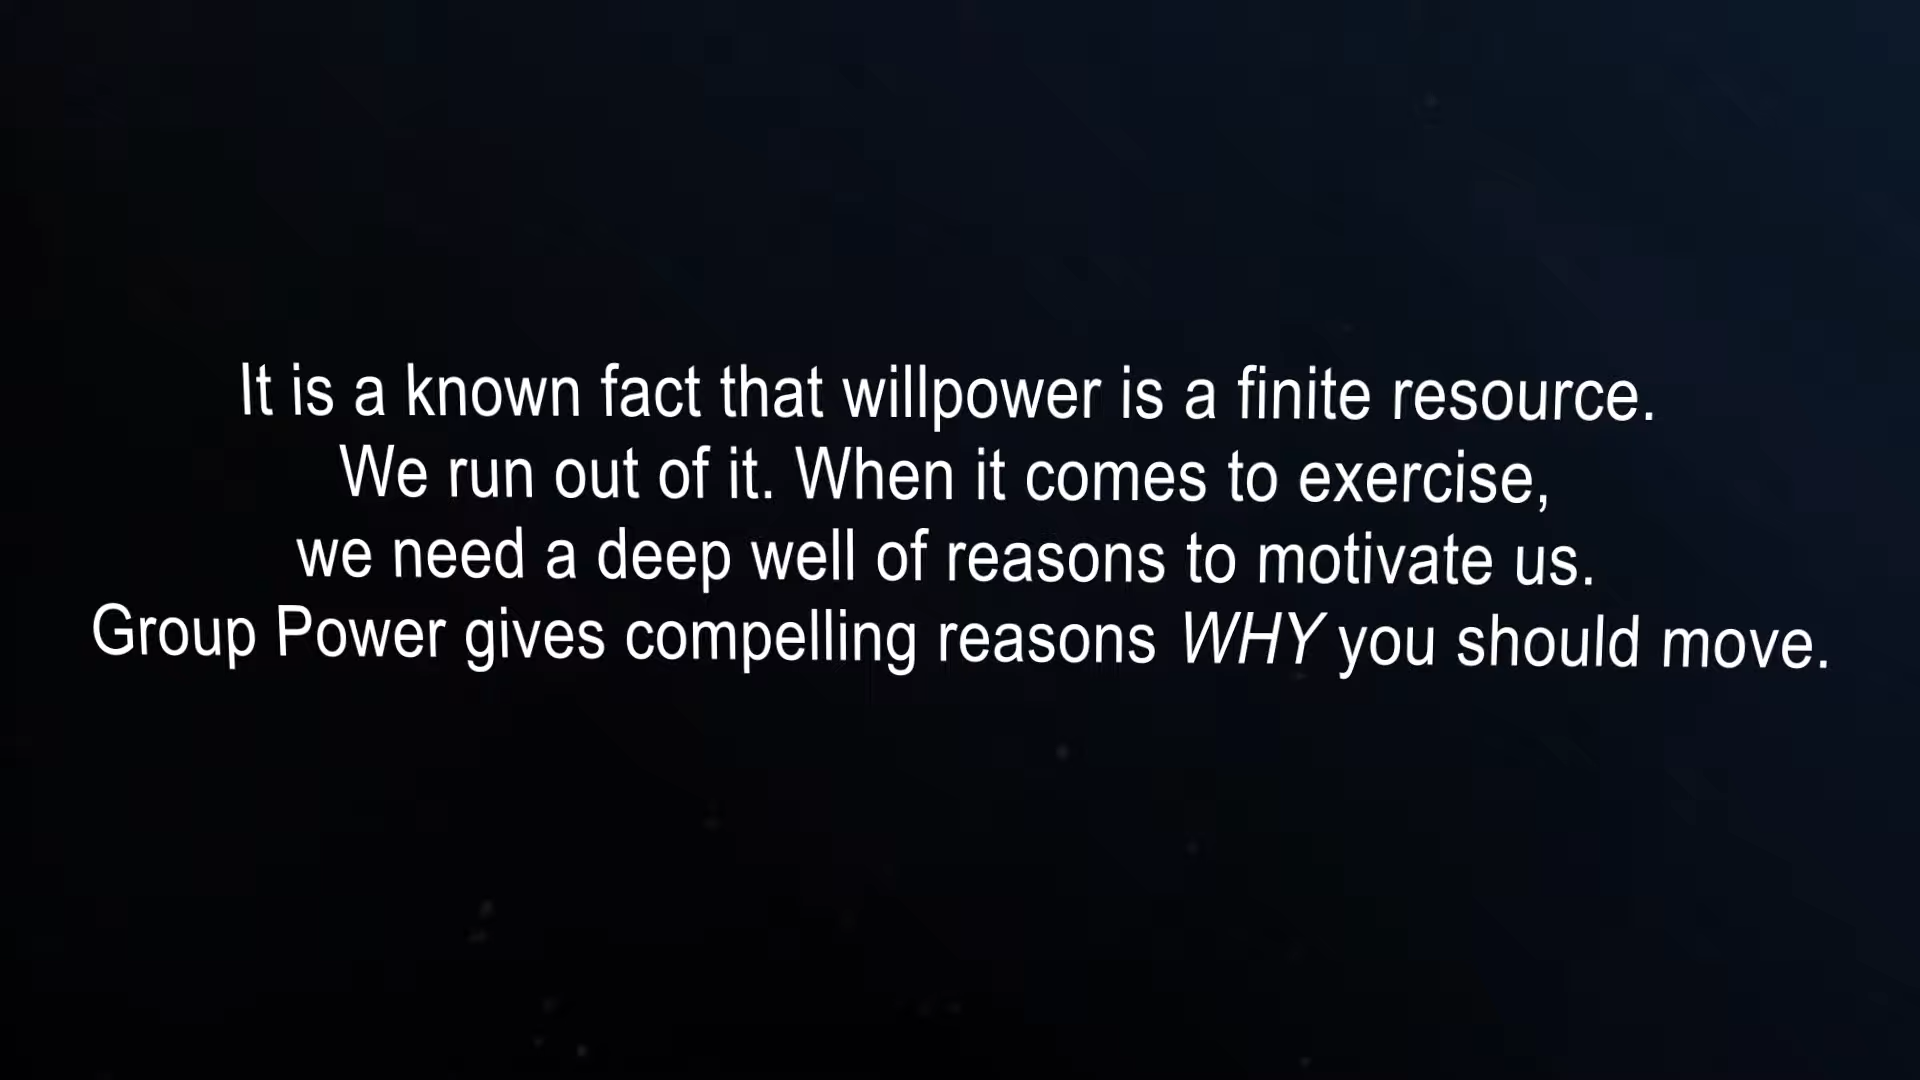 It is a known fact that willpower is a finite resource.
We run out of it. When it comes to exercise,
we need a deep well of reasons to motivate us.
Group Power gives compelling reasons WHY you should move.